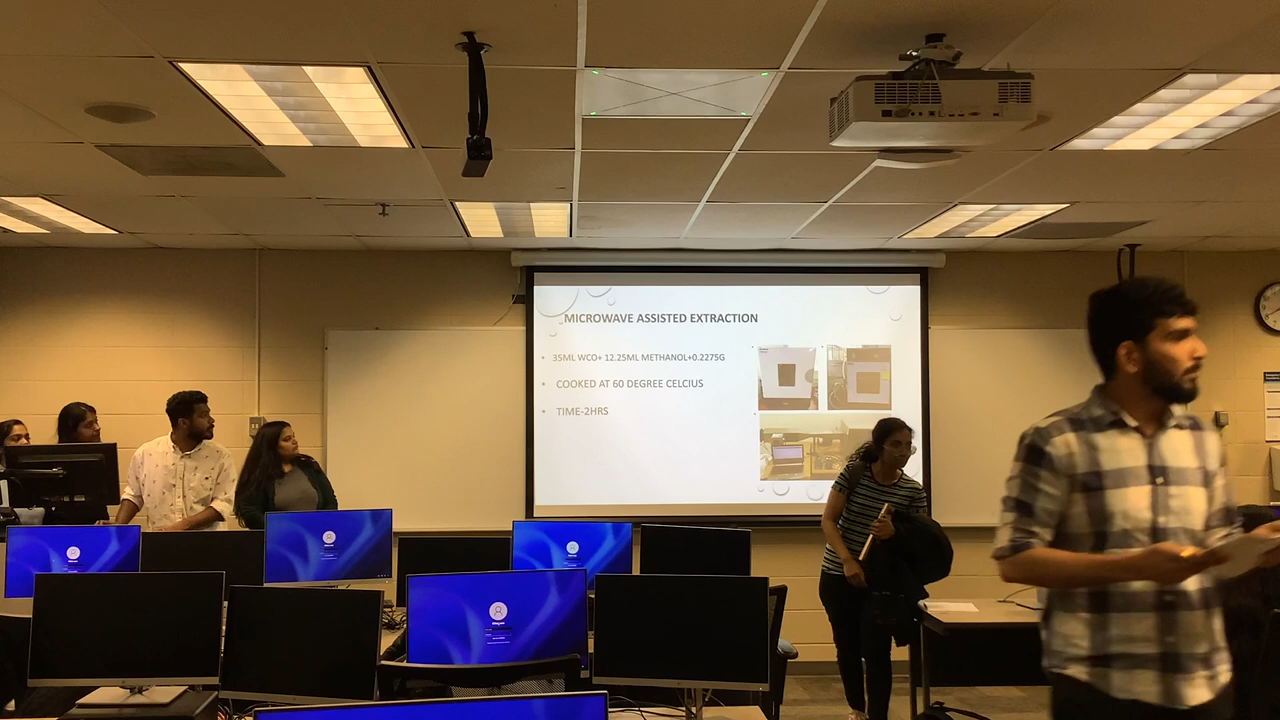 MICROWAVE ASSISTED EXTRACTION
• 35ML WCO+ 12.25ML METHANOL+0.2275G
• COOKED AT 60 DEGREE CELCIUS
• TIME-2HRS